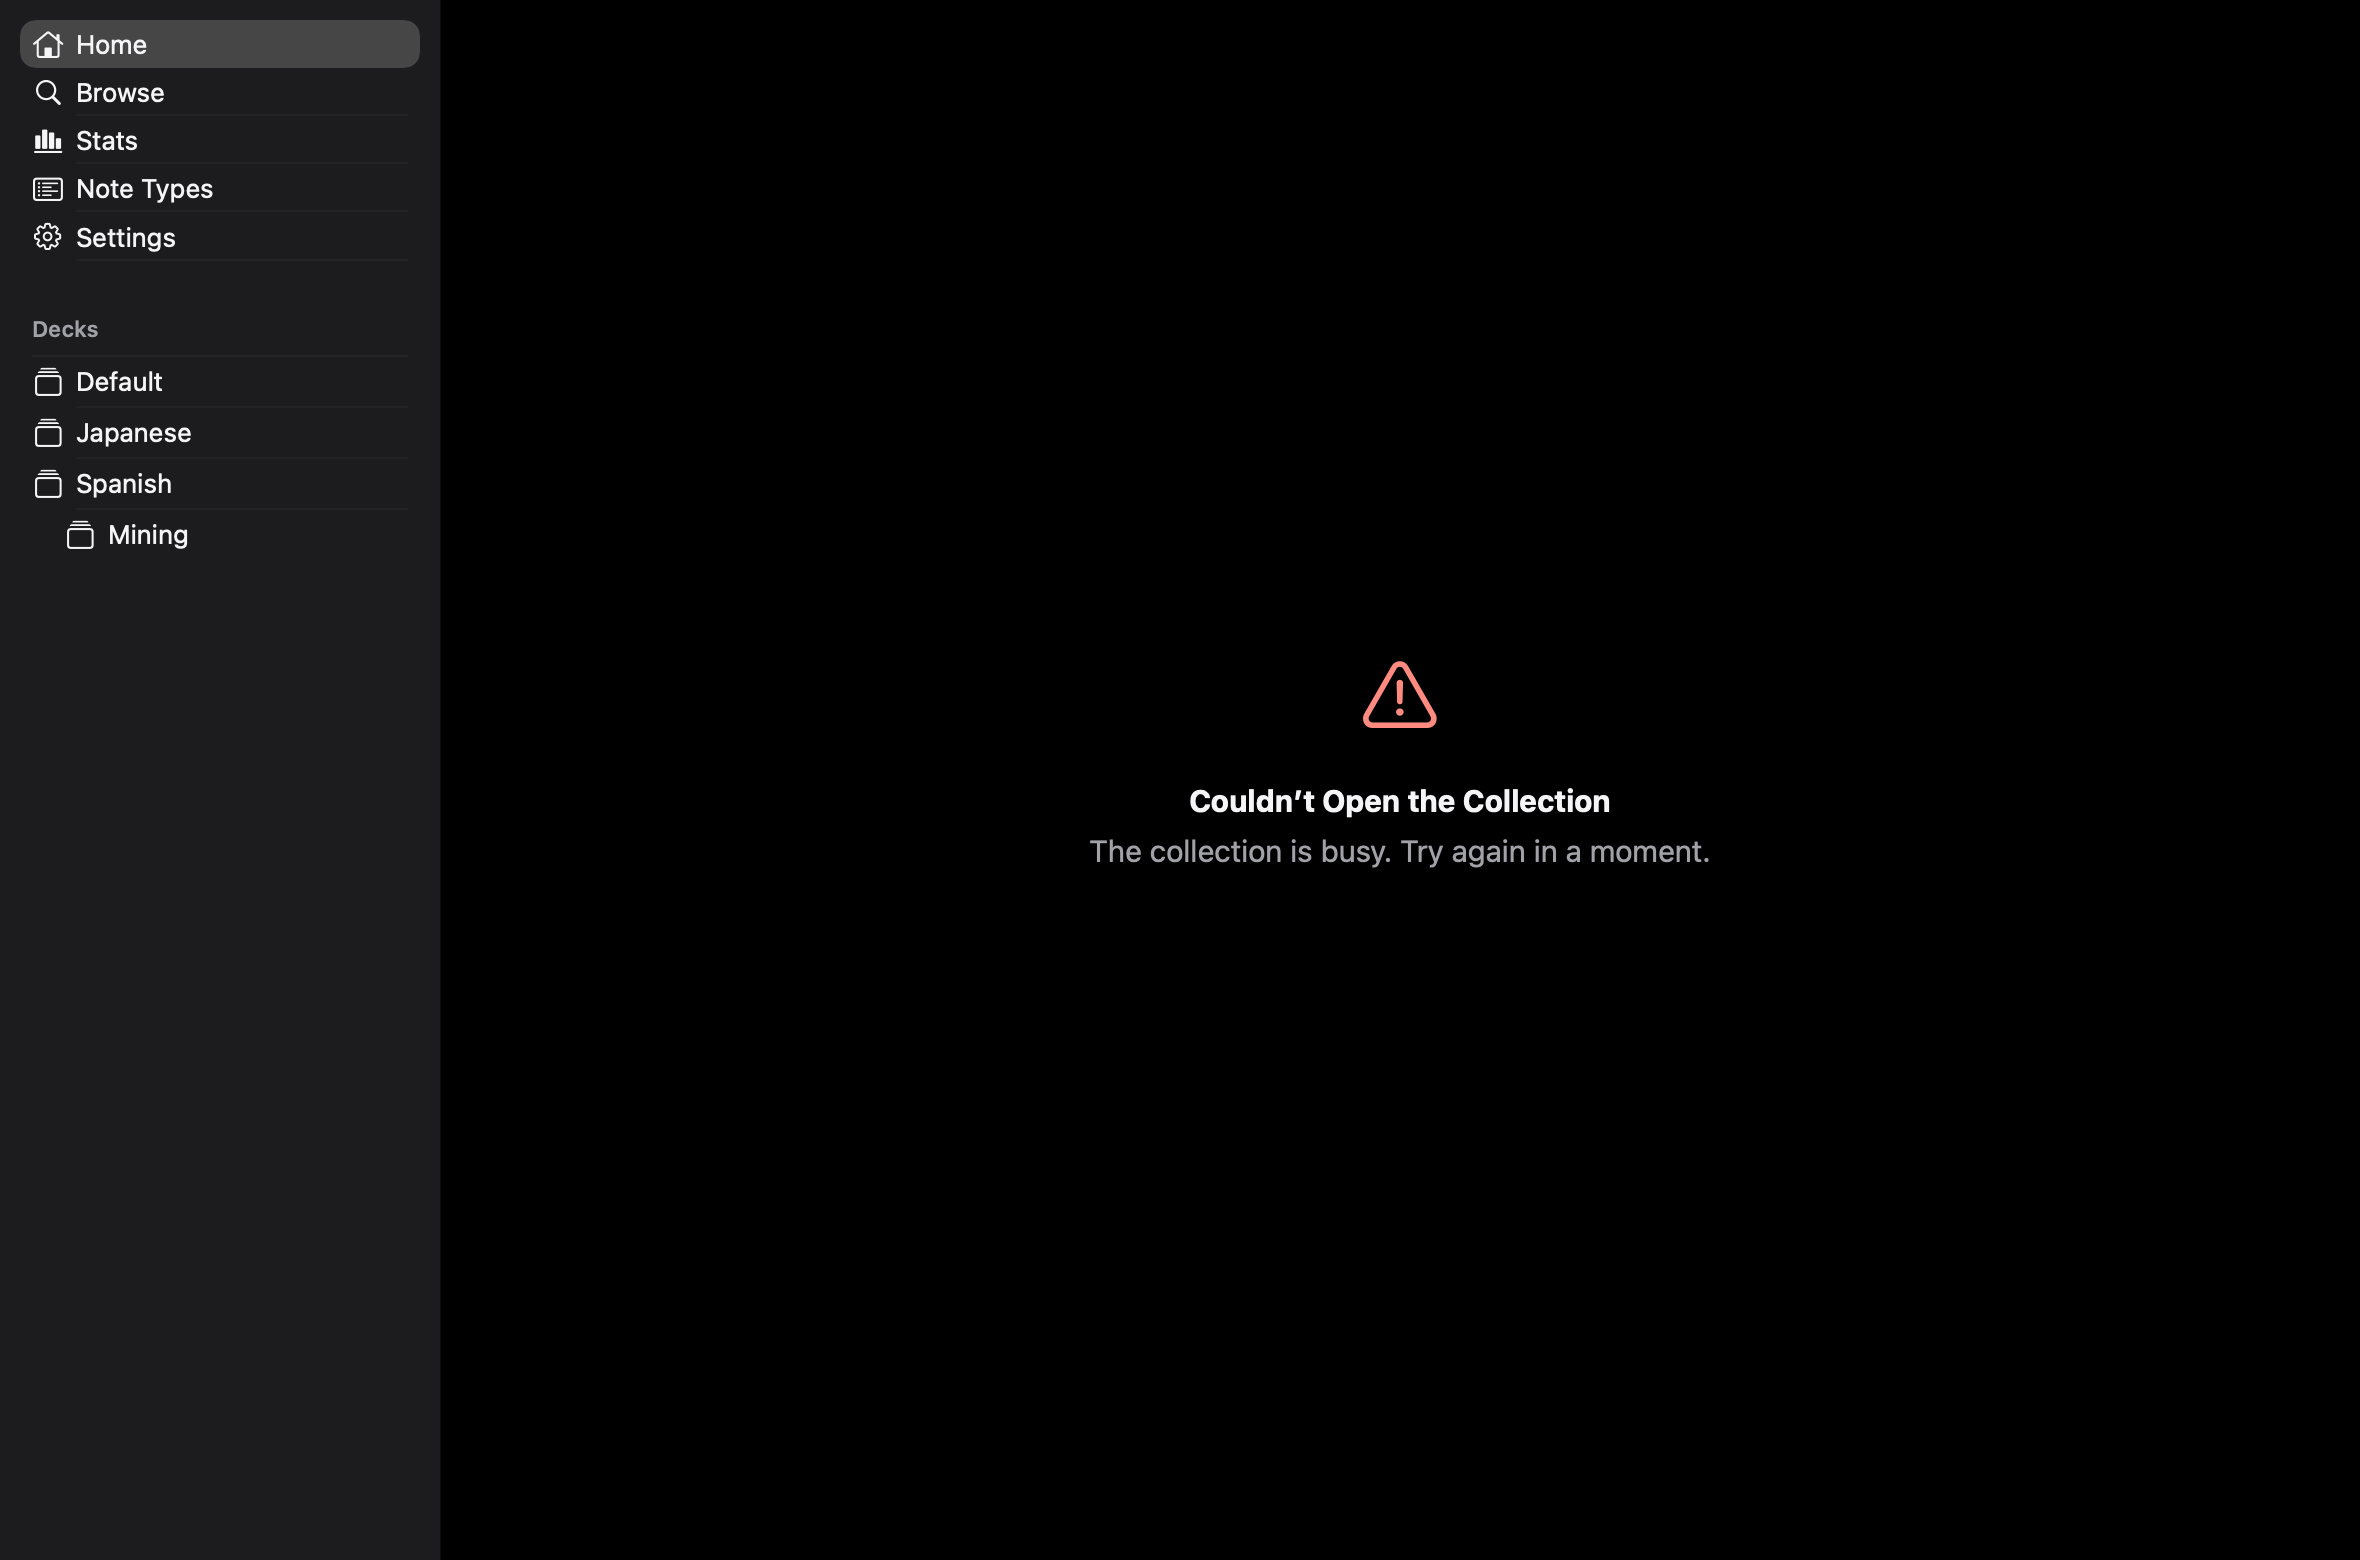 Home
Browse
Stats
Note Types
Settings
Decks
Default
Japanese
Spanish
Mining
Couldn’t Open the Collection
The collection is busy. Try again in a moment.